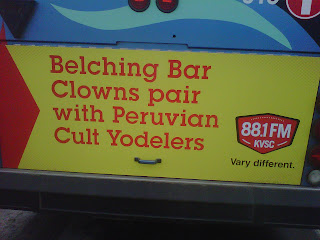 Belching Bar
Clowns pair
with Peruvian
Cult Yodelers
88.1FM
KVSC
Vary different.